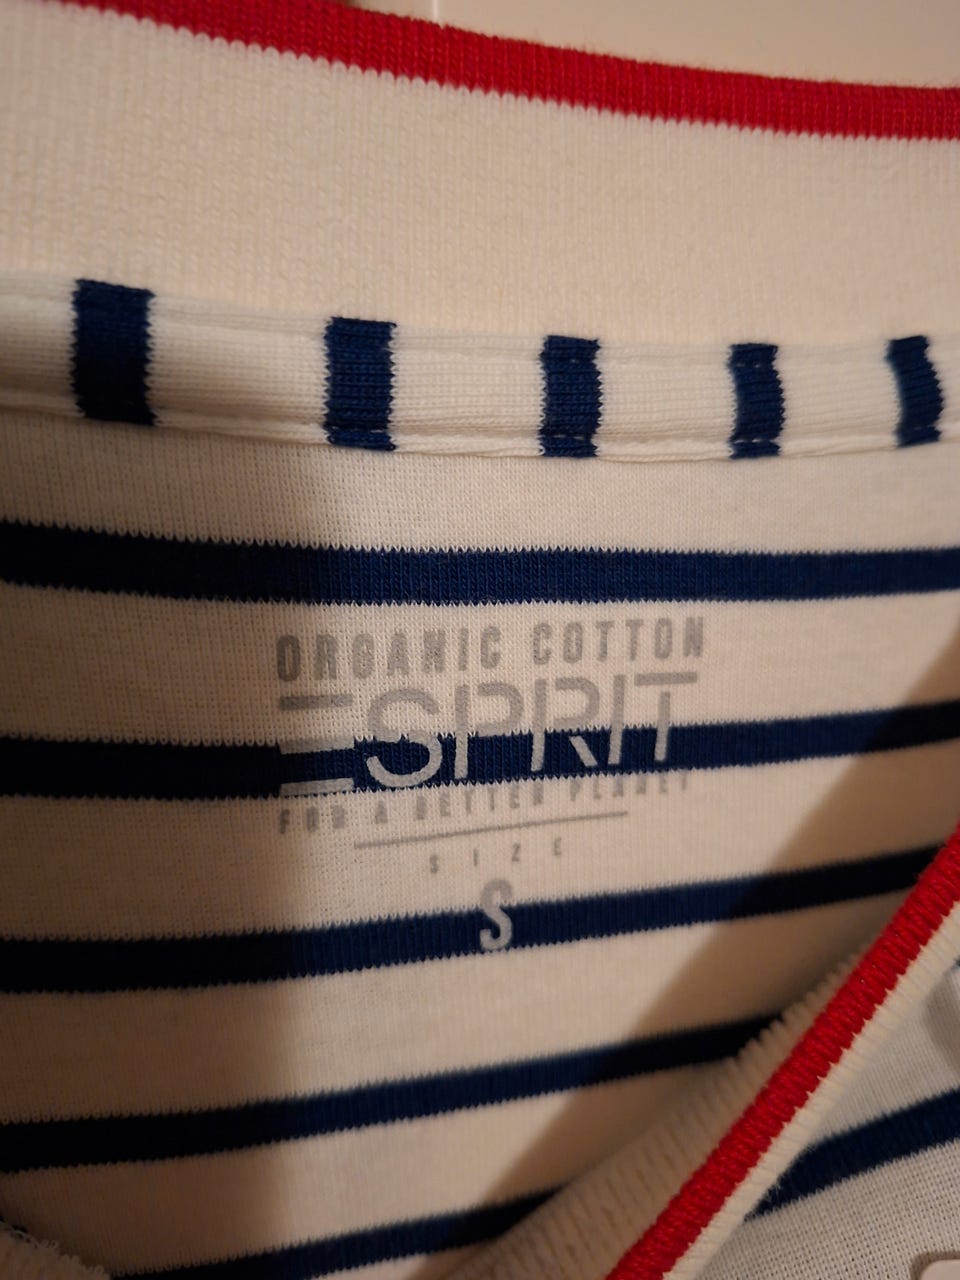 ORGANIC COTTON
ESPRIT
FOR A BETTER PLANET
SIZE
S